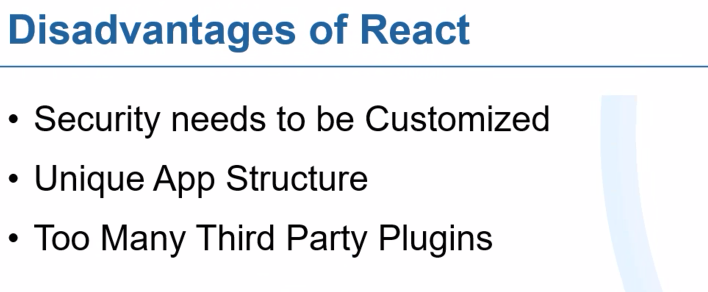 Disadvantages of React
• Security needs to be Customized
• Unique App Structure
• Too Many Third Party Plugins